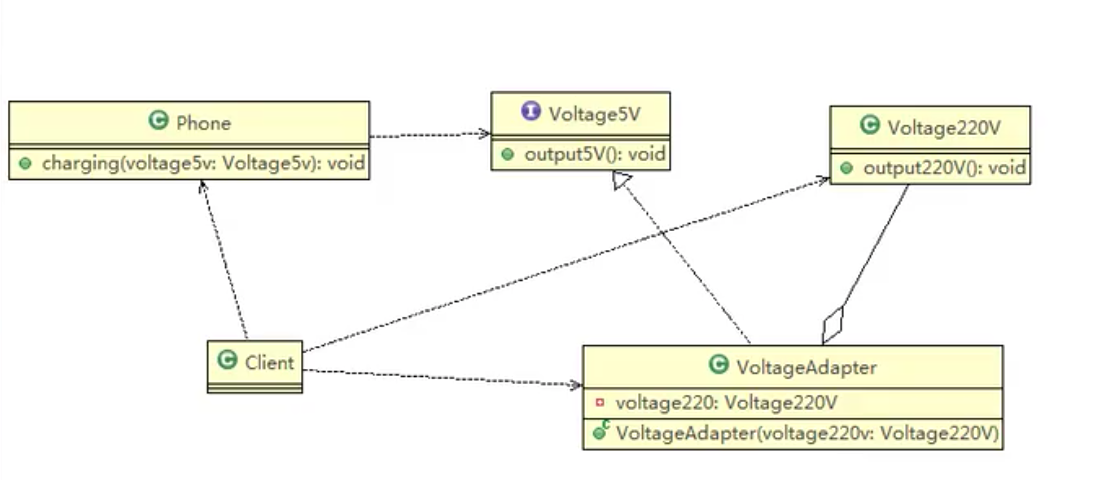 Phone
charging(voltage5v: Voltage5v): void
Voltage5V
output5V(): void
Voltage220V
output220V(): void
Client
VoltageAdapter
voltage220: Voltage220V
VoltageAdapter(voltage220v: Voltage220V)